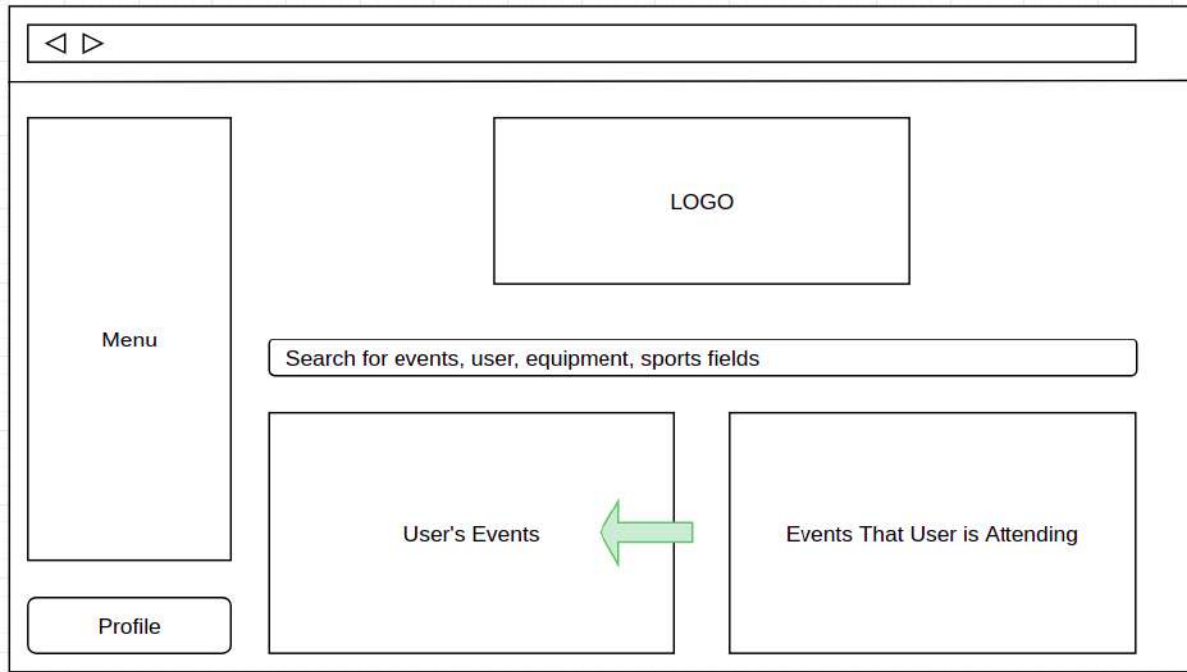 LOGO
Menu
Search for events, user, equipment, sports fields
User's Events
Events That User is Attending
Profile